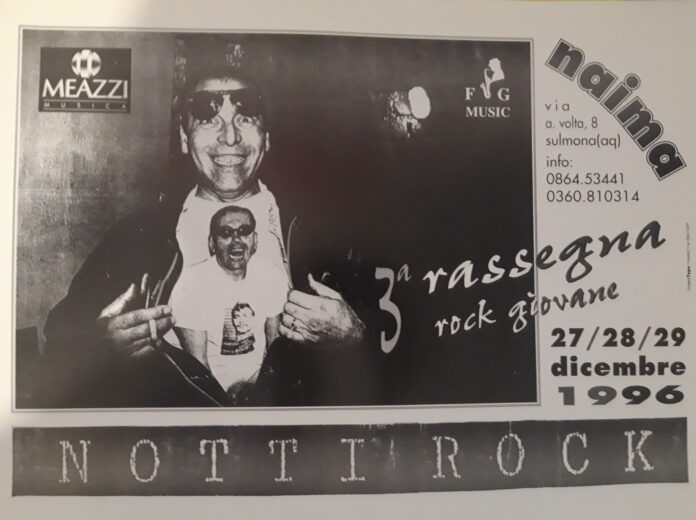 MEAZZI
MUSICA
F G
MUSIC
naima
via
a. volta, 8
sulmona(aq)
info:
0864.53441
0360.810314
3ª rassegna
rock giovane
27/28/29
dicembre
1996
NOTTI ROCK